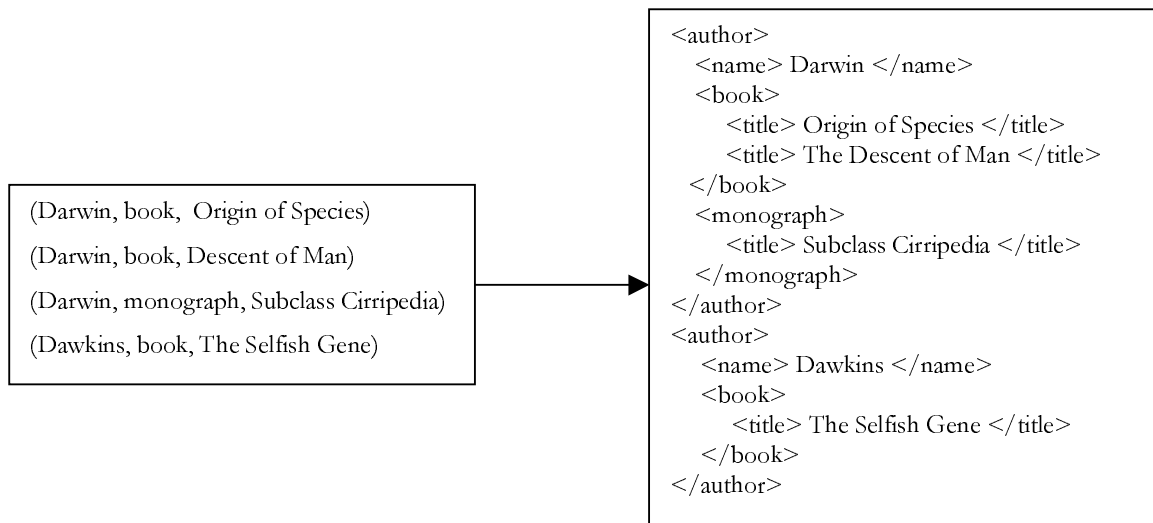 (Darwin, book, Origin of Species)
(Darwin, book, Descent of Man)
(Darwin, monograph, Subclass Cirripedia)
(Dawkins, book, The Selfish Gene)
<author>
<name> Darwin </name>
<book>
<title> Origin of Species </title>
<title> The Descent of Man </title>
</book>
<monograph>
<title> Subclass Cirripedia </title>
</monograph>
</author>
<author>
<name> Dawkins </name>
<book>
<title> The Selfish Gene </title>
</book>
</author>